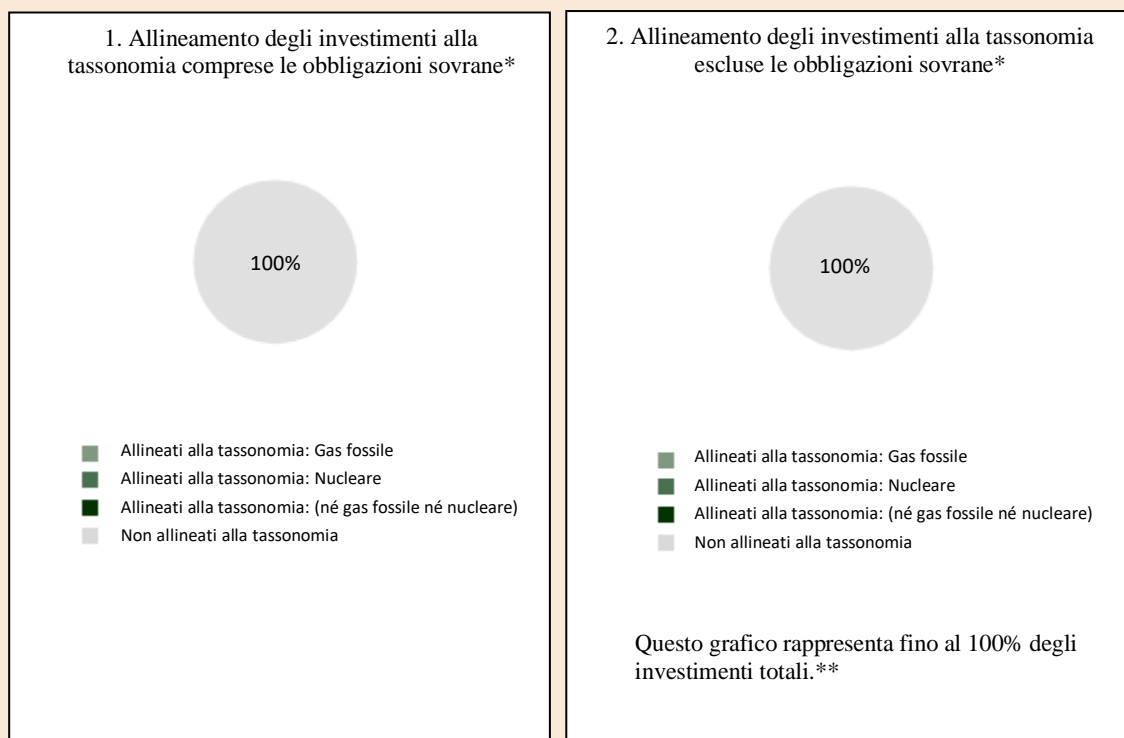 1. Allineamento degli investimenti alla
tassonomia comprese le obbligazioni sovrane*
100%
Allineati alla tassonomia: Gas fossile
Allineati alla tassonomia: Nucleare
Allineati alla tassonomia: (né gas fossile né nucleare)
Non allineati alla tassonomia
2. Allineamento degli investimenti alla tassonomia
escluse le obbligazioni sovrane*
100%
Allineati alla tassonomia: Gas fossile
Allineati alla tassonomia: Nucleare
Allineati alla tassonomia: (né gas fossile né nucleare)
Non allineati alla tassonomia
Questo grafico rappresenta fino al 100% degli
investimenti totali.**